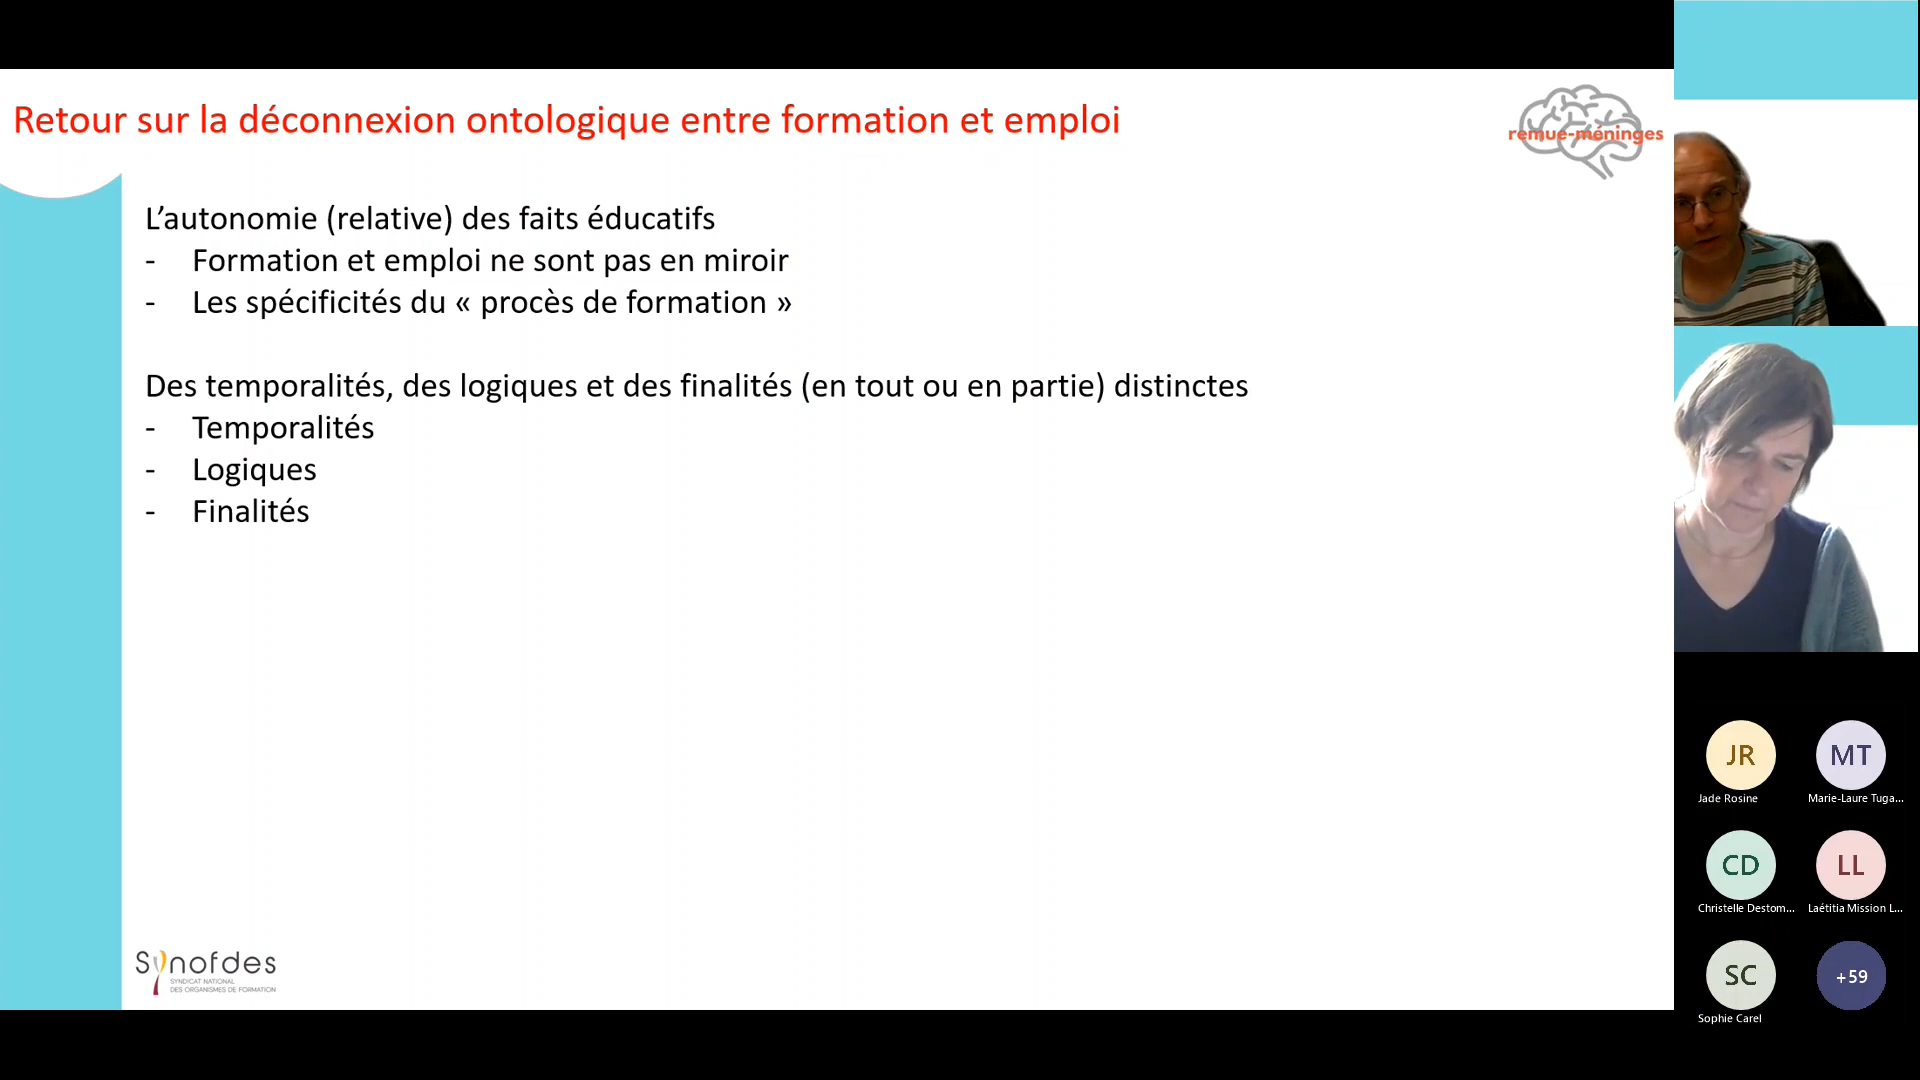 Retour sur la déconnexion ontologique entre formation et emploi
remue-méninges
L’autonomie (relative) des faits éducatifs
- Formation et emploi ne sont pas en miroir
- Les spécificités du « procès de formation »
Des temporalités, des logiques et des finalités (en tout ou en partie) distinctes
- Temporalités
- Logiques
- Finalités
Synofdes
SYNDICAT NATIONAL
DES ORGANISMES DE FORMATION
JR
MT
Jade Rosine
Marie-Laure Tuga...
CD
LL
Christelle Destom...
Laétitia Mission L...
SC
+59
Sophie Carel